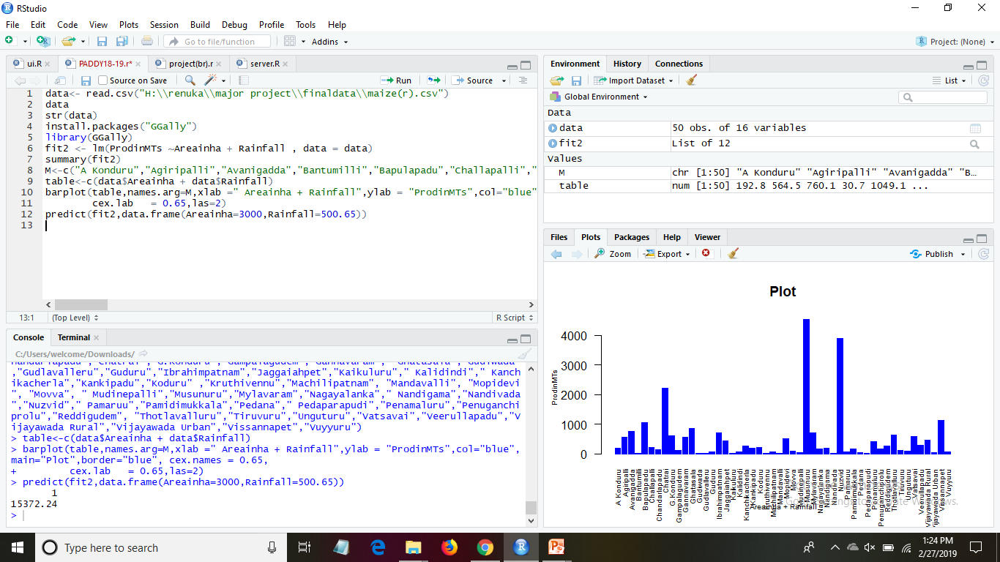 RStudio
File Edit Code View Plots Session Build Debug Profile Tools Help
Go to file/function Addins Project: (None)
ui.R PADDY18-19.r* project(br).r server.R
Source on Save Run Source
1 data<- read.csv("H:\\renuka\\major project\\finaldata\\maize(r).csv")
2 data
3 str(data)
4 install.packages("GGally")
5 library(GGally)
6 fit2 <- lm(ProdinMTs ~Areainha + Rainfall , data = data)
7 summary(fit2)
8 M<-c("A Konduru","Agiripalli","Avanigadda","Bantumilli","Bapulapadu","Challapalli","
9 table<-c(data$Areainha + data$Rainfall)
10 barplot(table,names.arg=M,xlab =" Areainha + Rainfall",ylab = "ProdinMTs",col="blue"
11 cex.lab = 0.65,las=2)
12 predict(fit2,data.frame(Areainha=3000,Rainfall=500.65))
13
13:1 (Top Level) R Script
Console Terminal
C:/Users/welcome/Downloads/
ndariapadu","Chatrai","G.Konduru","Gampalagudem","Gannavaram"," Ghatasala","Gudiwada"
,"Gudlavalleru","Guduru","Ibrahimpatnam","Jaggaiahpet","Kaikuluru"," Kalidindi"," Kanch
ikacherla","Kankipadu","Koduru" ,"Kruthivennu","Machilipatnam", "Mandavalli", "Mopidevi
", "Movva", " Mudinepalli","Musunuru","Mylavaram","Nagayalanka"," Nandigama","Nandivada
","Nuzvid"," Pamaruu","Pamidimukkala","Pedana"," Pedaparapudi","Penamaluru","Penuganchi
prolu","Reddigudem", "Thotlavalluru","Tiruvuru","Unguturu","Vatsavai","Veerullapadu","V
ijayawada Rural","Vijayawada Urban","Vissannapet","Vuyyuru")
> table<-c(data$Areainha + data$Rainfall)
> barplot(table,names.arg=M,xlab =" Areainha + Rainfall",ylab = "ProdinMTs",col="blue",
main="Plot",border="blue", cex.names = 0.65,
+ cex.lab = 0.65,las=2)
> predict(fit2,data.frame(Areainha=3000,Rainfall=500.65))
1
15372.24
>
Environment History Connections
Import Dataset List
Global Environment
Data
data 50 obs. of 16 variables
fit2 List of 12
Values
M chr [1:50] "A Konduru" "Agiripalli" "Avanigadda" "B…
table num [1:50] 192.8 564.5 760.1 30.7 1049.1 ...
Files Plots Packages Help Viewer
Zoom Export Publish
Plot
4000
3000
2000
1000
0
ProdinMTs
A Konduru
Agiripalli
Avanigadda
Bantumilli
Bapulapadu
Challapalli
Chandarlapadu
Chatrai
G.Konduru
Gampalagudem
Gannavaram
Ghatasala
Gudiwada
Gudlavalleru
Guduru
Ibrahimpatnam
Jaggaiahpet
Kaikuluru
Kalidindi
Kanchikacherla
Kankipadu
Koduru
Kruthivennu
Machilipatnam
Mandavalli
Mopidevi
Movva
Mudinepalli
Musunuru
Mylavaram
Nagayalanka
Nandigama
Nandivada
Nuzvid
Pamaruu
Pamidimukkala
Pedana
Pedaparapudi
Penamaluru
Penuganchiprolu
Reddigudem
Thotlavalluru
Tiruvuru
Unguturu
Vatsavai
Veerullapadu
Vijayawada Rural
Vijayawada Urban
Vissannapet
Vuyyuru
Areainha + Rainfall
Type here to search
1:24 PM
2/27/2019